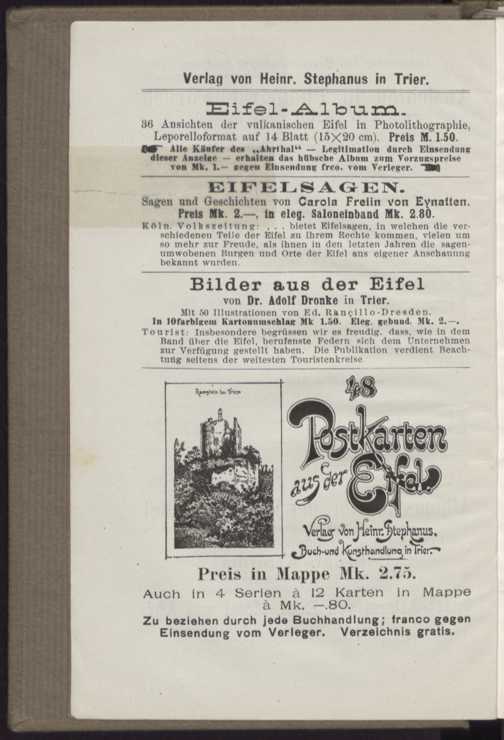 Verlag von Heinr. Stephanus in Trier.
Eifel-Album.
36 Ansichten der vulkanischen Eifel in Photolithographie,
Leporelloformat auf 14 Blatt (15×20 cm). Preis M. 1.50.
Alle Käufer des „Ahrthal“ — Legitimation durch Einsendung
dieser Anzeige — erhalten das hübsche Album zum Vorzugspreise
von Mk. 1.— gegen Einsendung frco. vom Verleger.
EIFELSAGEN.
Sagen und Geschichten von Carola Freiin von Eynatten.
Preis Mk. 2.—, in eleg. Saloneinband Mk. 2.80.
Köln. Volkszeitung: . . . bietet Eifelsagen, in welchen die ver-
schiedenen Teile der Eifel zu ihrem Rechte kommen, vielen um
so mehr zur Freude, als ihnen in den letzten Jahren die sagen-
umwobenen Burgen und Orte der Eifel aus eigener Anschauung
bekannt wurden.
Bilder aus der Eifel
von Dr. Adolf Dronke in Trier.
Mit 50 Illustrationen von Ed. Rançillo-Dresden.
In 10farbigem Kartonumschlag Mk 1.50. Eleg. gebund. Mk. 2.—.
Tourist: Insbesondere begrüssen wir es freudig, dass, wie in dem
Band über die Eifel, berufenste Federn sich dem Unternehmen
zur Verfügung gestellt haben. Die Publikation verdient Beach-
tung seitens der weitesten Touristenkreise
Ramstein bei Trier
48
Postkarten
aus der Eifel.
Verlag von Heinr. Stephanus,
Buch-und Kunsthandlung in Trier.
Preis in Mappe Mk. 2.75.
Auch in 4 Serien à 12 Karten in Mappe
à Mk. —.80.
Zu beziehen durch jede Buchhandlung; franco gegen
Einsendung vom Verleger. Verzeichnis gratis.